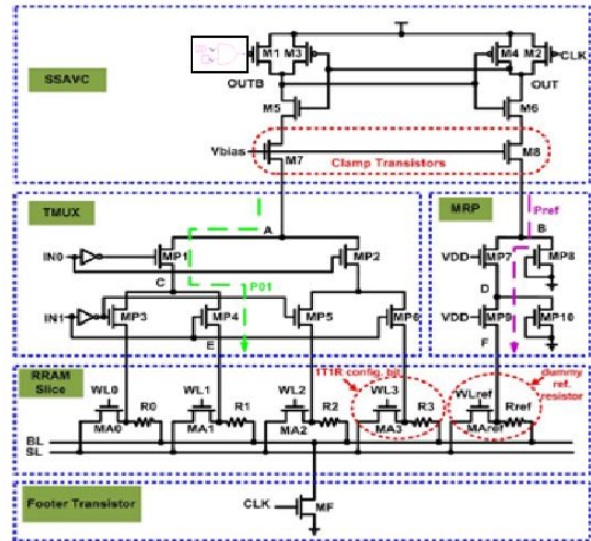 M1 M3 M4 M2 CLK
OUTB OUT
SSAVC
M5 M6
Vbias M7 M8
Clamp Transistors
TMUX MRP
Pref
A B
IN0 MP1 MP2 VDD MP7 MP8
C P01 D
IN1 MP3 MP4 MP5 MP6 VDD MP9 MP10
E F
RRAM Slice
1T1R config. bit
dummy ref. resistor
WL0 WL1 WL2 WL3 WLref
R0 R1 R2 R3 Rref
MA0 MA1 MA2 MA3 MAref
BL
SL
Footer Transistor
CLK MF